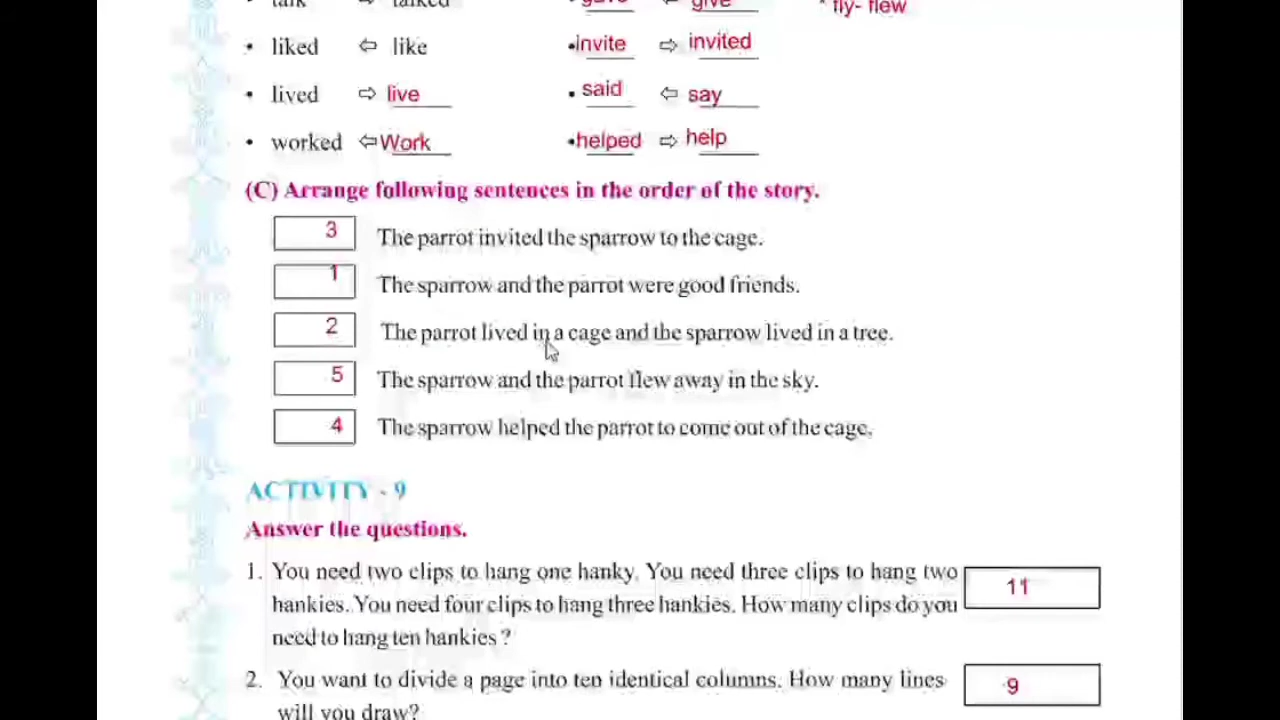 talk ⇨ talked • gave ⇦ give * fly- flew
• liked ⇦ like •invite ⇨ invited
• lived ⇨ live • said ⇦ say
• worked ⇦Work •helped ⇨ help
(C) Arrange following sentences in the order of the story.
3 The parrot invited the sparrow to the cage.
1 The sparrow and the parrot were good friends.
2 The parrot lived in a cage and the sparrow lived in a tree.
5 The sparrow and the parrot flew away in the sky.
4 The sparrow helped the parrot to come out of the cage.
ACTIVITY - 9
Answer the questions.
1. You need two clips to hang one hanky. You need three clips to hang two
hankies. You need four clips to hang three hankies. How many clips do you 11
need to hang ten hankies ?
2. You want to divide a page into ten identical columns. How many lines 9
will you draw?